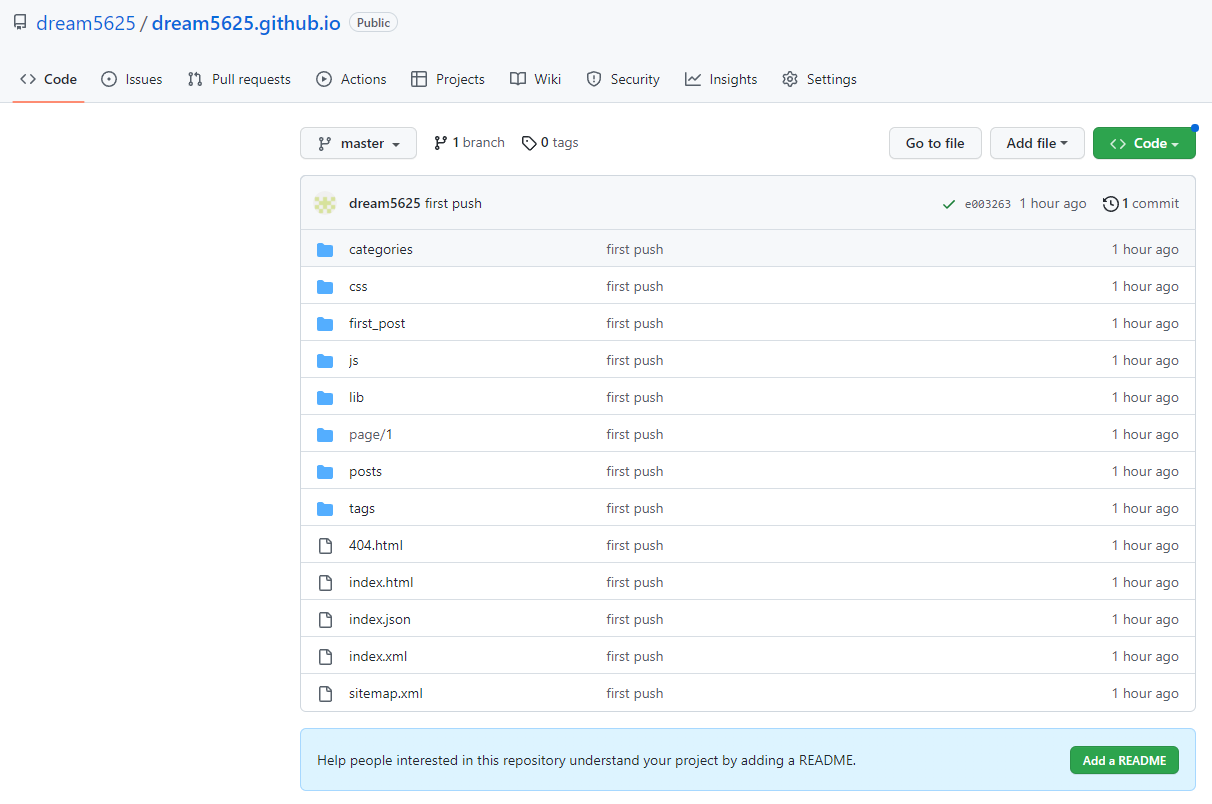 dream5625 / dream5625.github.io Public
Code Issues Pull requests Actions Projects Wiki Security Insights Settings
master 1 branch 0 tags Go to file Add file Code
dream5625 first push e003263 1 hour ago 1 commit
categories first push 1 hour ago
css first push 1 hour ago
first_post first push 1 hour ago
js first push 1 hour ago
lib first push 1 hour ago
page/1 first push 1 hour ago
posts first push 1 hour ago
tags first push 1 hour ago
404.html first push 1 hour ago
index.html first push 1 hour ago
index.json first push 1 hour ago
index.xml first push 1 hour ago
sitemap.xml first push 1 hour ago
Help people interested in this repository understand your project by adding a README. Add a README